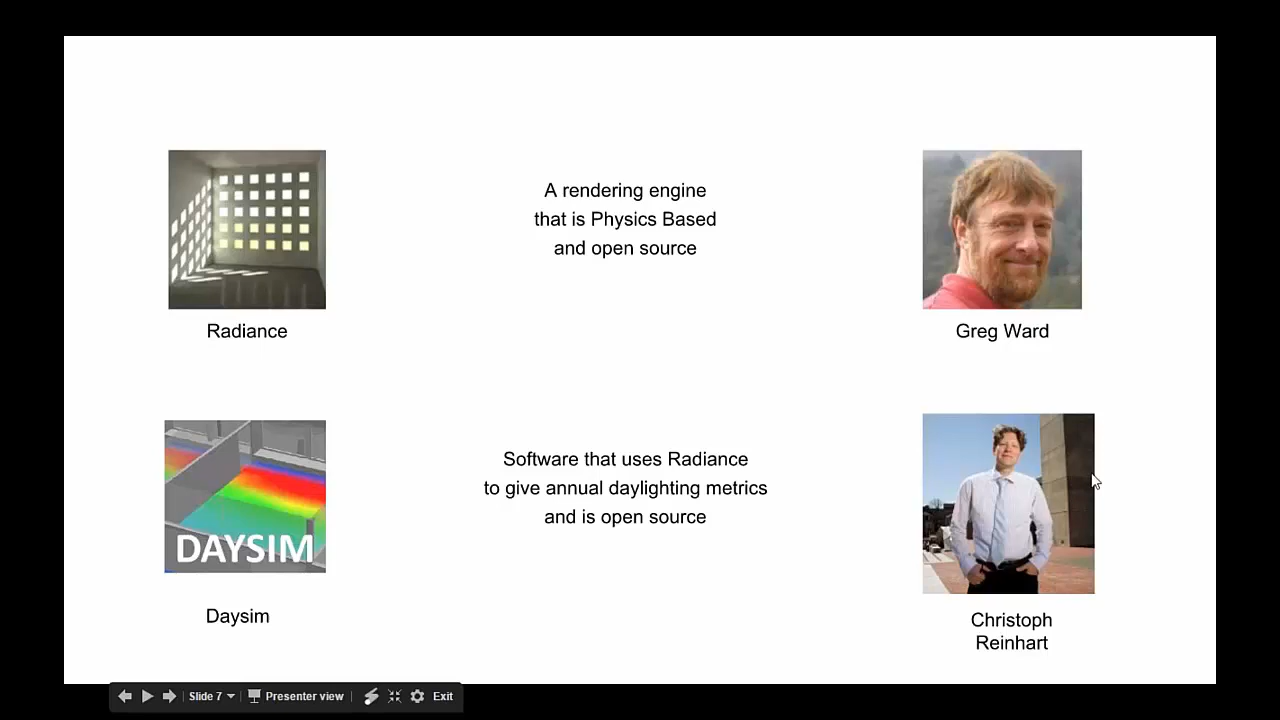 A rendering engine
that is Physics Based
and open source
Radiance
Greg Ward
Software that uses Radiance
to give annual daylighting metrics
and is open source
DAYSIM
Daysim
Christoph
Reinhart
Slide 7
Presenter view
Exit